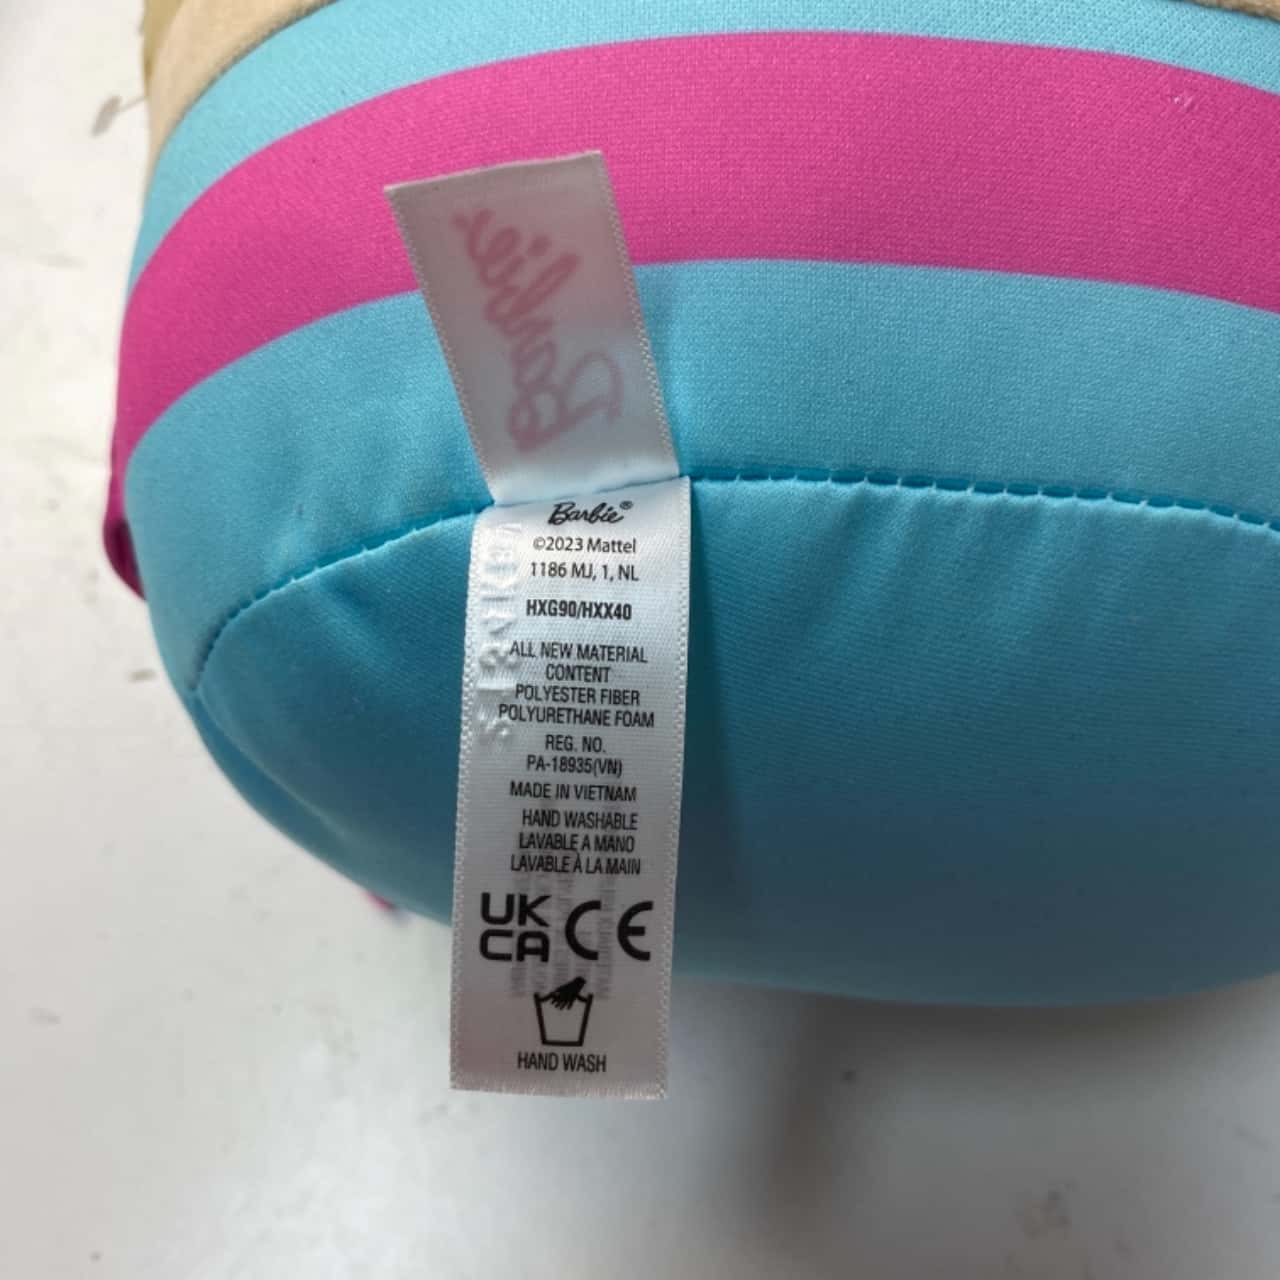 Barbie
Barbie®
©2023 Mattel
1186 MJ, 1, NL
HXG90/HXX40
ALL NEW MATERIAL
CONTENT
POLYESTER FIBER
POLYURETHANE FOAM
REG. NO.
PA-18935(VN)
MADE IN VIETNAM
HAND WASHABLE
LAVABLE A MANO
LAVABLE À LA MAIN
UK
CA CE
HAND WASH